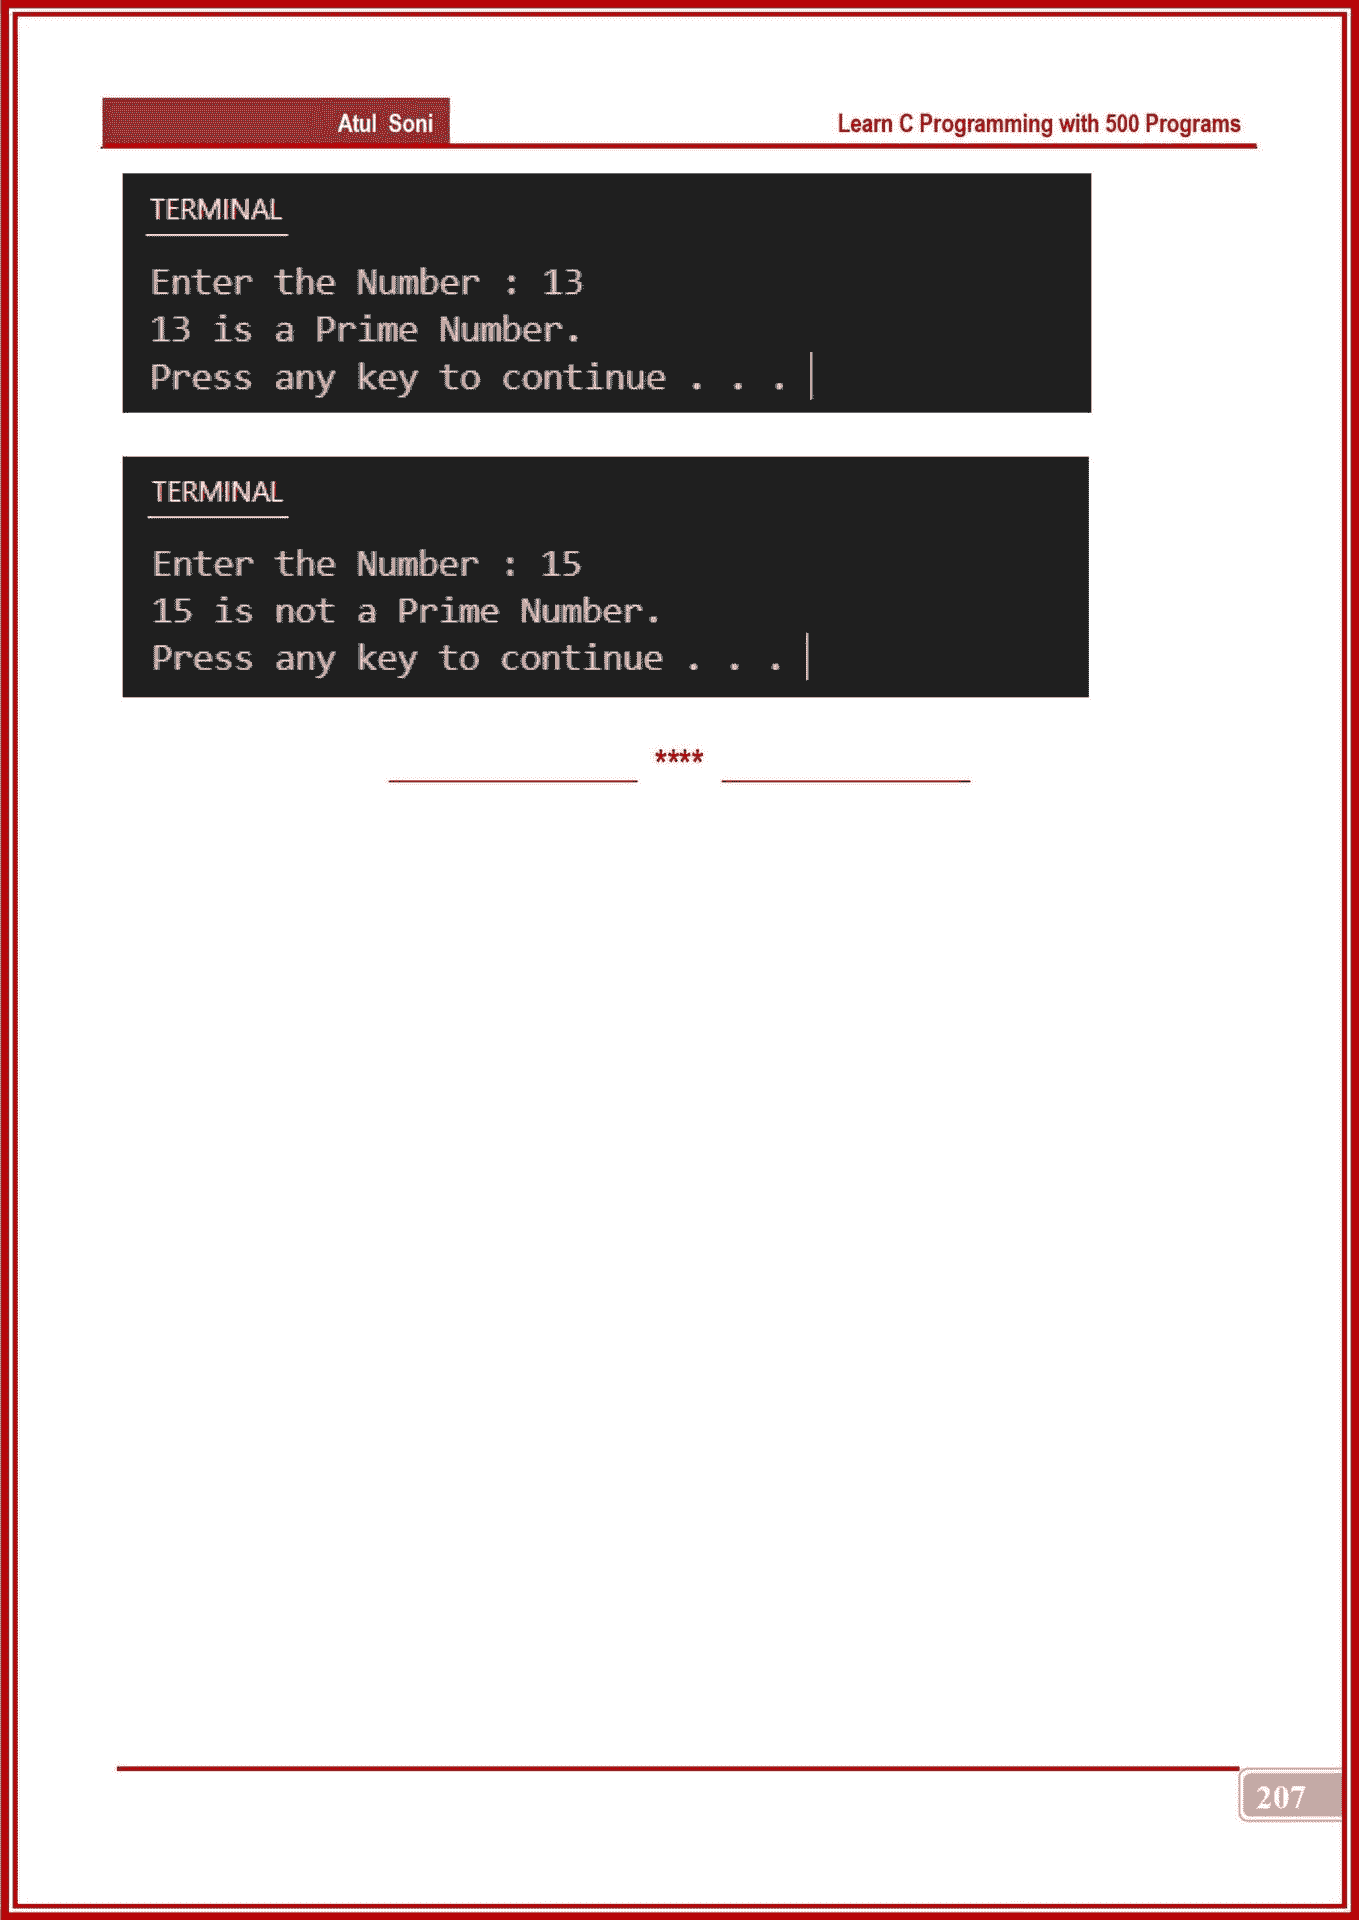 Atul Soni
Learn C Programming with 500 Programs
TERMINAL
Enter the Number : 13
13 is a Prime Number.
Press any key to continue . . .
TERMINAL
Enter the Number : 15
15 is not a Prime Number.
Press any key to continue . . .
****
207